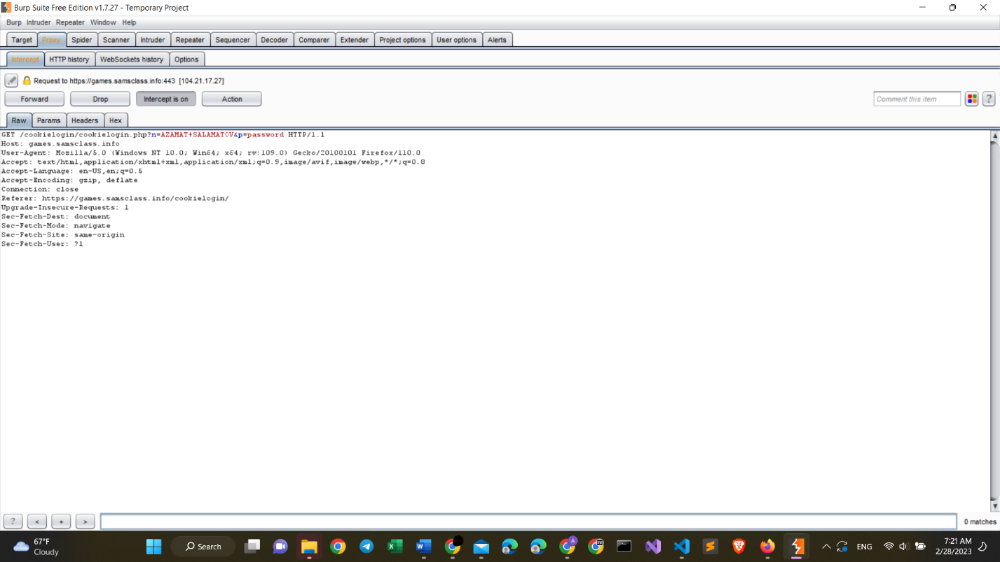 Burp Suite Free Edition v1.7.27 - Temporary Project
Burp Intruder Repeater Window Help
Target Proxy Spider Scanner Intruder Repeater Sequencer Decoder Comparer Extender Project options User options Alerts
Intercept HTTP history WebSockets history Options
Request to https://games.samsclass.info:443 [104.21.17.27]
Forward Drop Intercept is on Action Comment this item ?
Raw Params Headers Hex
GET /cookielogin/cookielogin.php?n=AZAMAT+SALAMATOV&p=password HTTP/1.1
Host: games.samsclass.info
User-Agent: Mozilla/5.0 (Windows NT 10.0; Win64; x64; rv:109.0) Gecko/20100101 Firefox/110.0
Accept: text/html,application/xhtml+xml,application/xml;q=0.9,image/avif,image/webp,*/*;q=0.8
Accept-Language: en-US,en;q=0.5
Accept-Encoding: gzip, deflate
Connection: close
Referer: https://games.samsclass.info/cookielogin/
Upgrade-Insecure-Requests: 1
Sec-Fetch-Dest: document
Sec-Fetch-Mode: navigate
Sec-Fetch-Site: same-origin
Sec-Fetch-User: ?1
? < + > 0 matches
67°F
Cloudy
Search
ENG
7:21 AM
2/28/2023